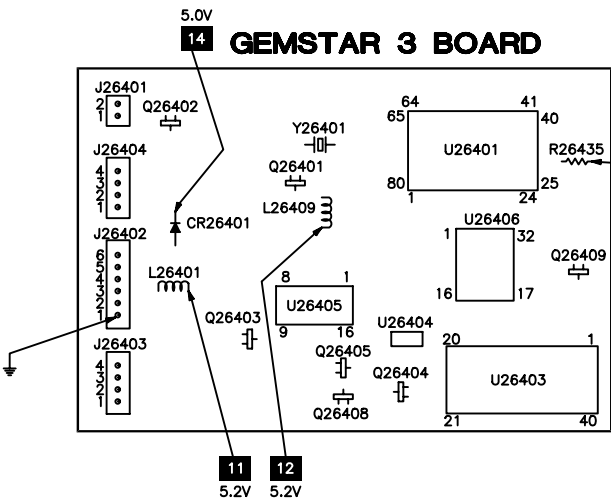 5.0V
14 GEMSTAR 3 BOARD
J26401
2
1
Q26402
J26404
4
3
2
1
CR26401
J26402
6
5
4
3
2
1
L26401
J26403
4
3
2
1
Y26401
Q26401
L26409
64 41
65 40
U26401
80 25
1 24
R26435
U26406
1 32
16 17
Q26409
8 1
U26405
9 16
Q26403
U26404
Q26405
Q26404
Q26408
20 1
U26403
21 40
11 12
5.2V 5.2V